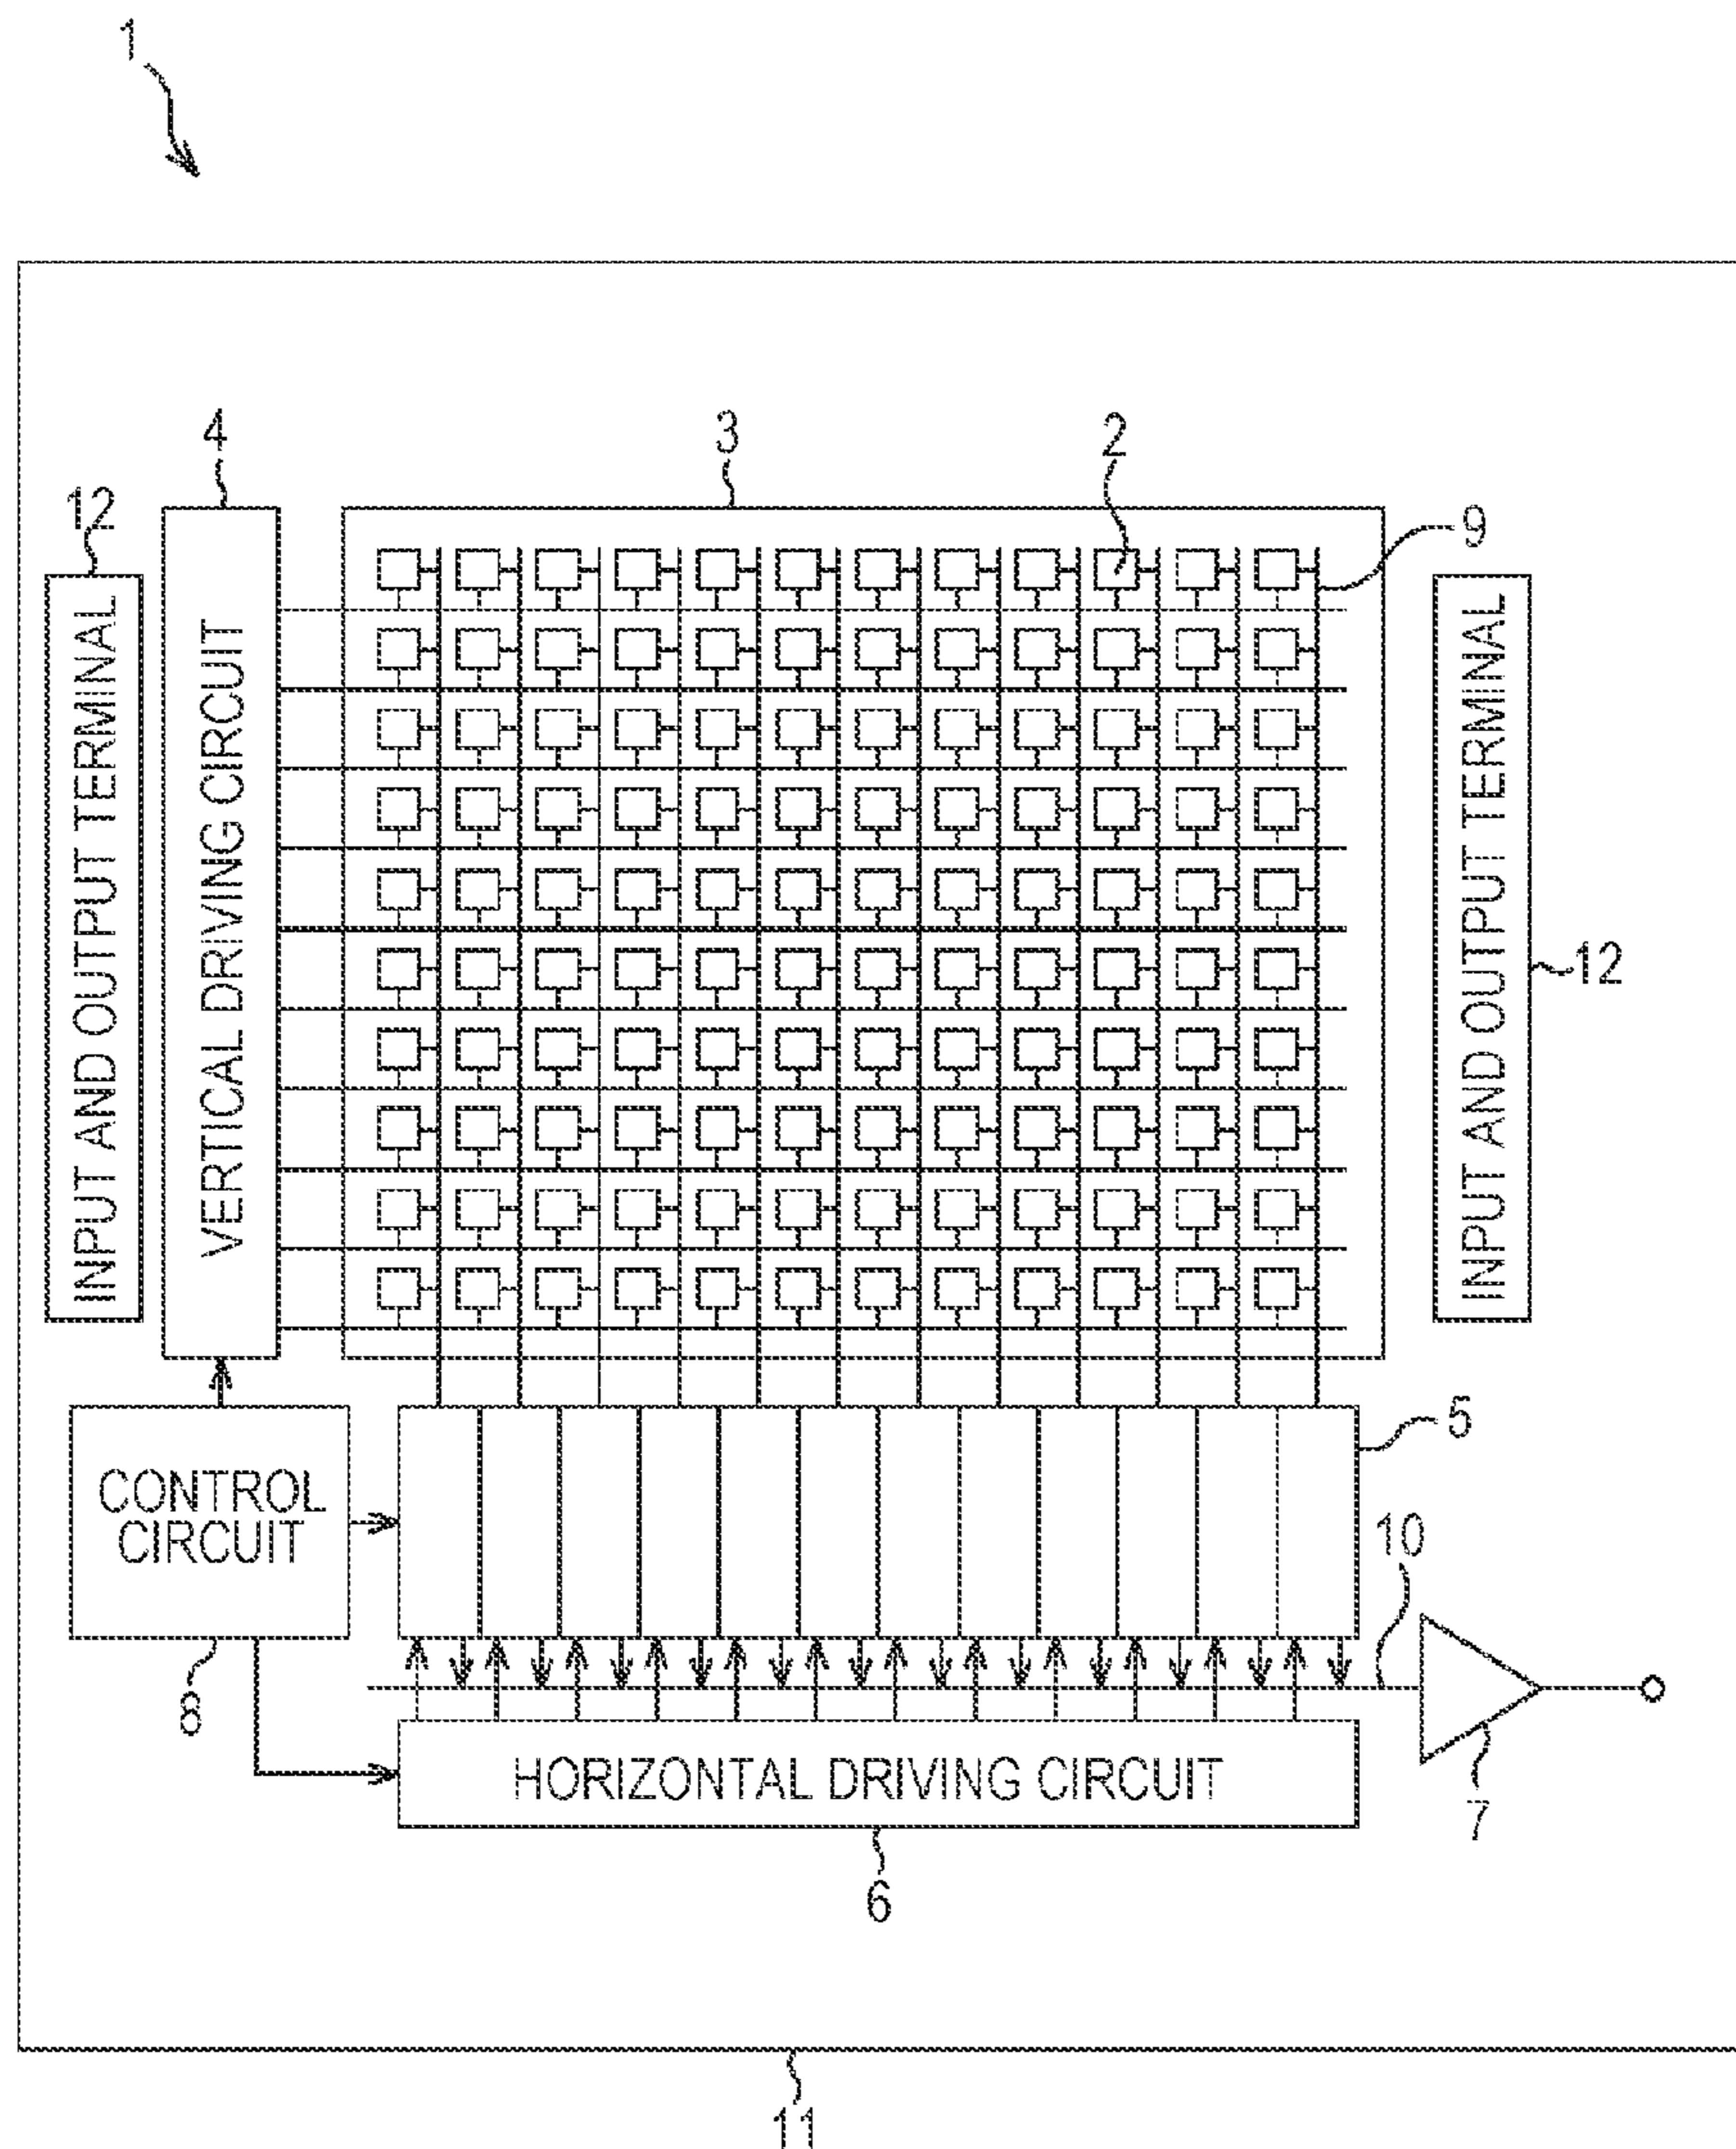 1
4
3
2
12
9
INPUT AND OUTPUT TERMINAL
VERTICAL DRIVING CIRCUIT
INPUT AND OUTPUT TERMINAL
12
5
CONTROL
CIRCUIT
10
8
HORIZONTAL DRIVING CIRCUIT
7
6
11